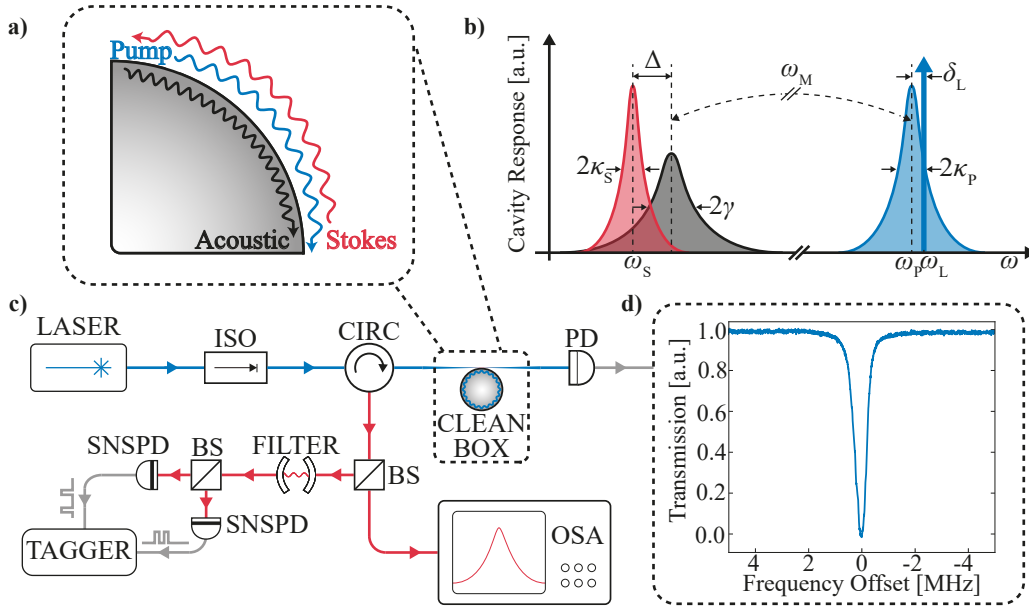 a)
Pump
Acoustic
Stokes
b)
Cavity Response [a.u.]
Δ
ω_M
δ_L
2κ_S
2γ
2κ_P
ω_S
ω_P ω_L
ω
c)
LASER
ISO
CIRC
PD
CLEAN
BOX
SNSPD
BS
FILTER
BS
SNSPD
TAGGER
OSA
d)
Transmission [a.u.]
1.0
0.8
0.6
0.4
0.2
0.0
4
2
0
-2
-4
Frequency Offset [MHz]